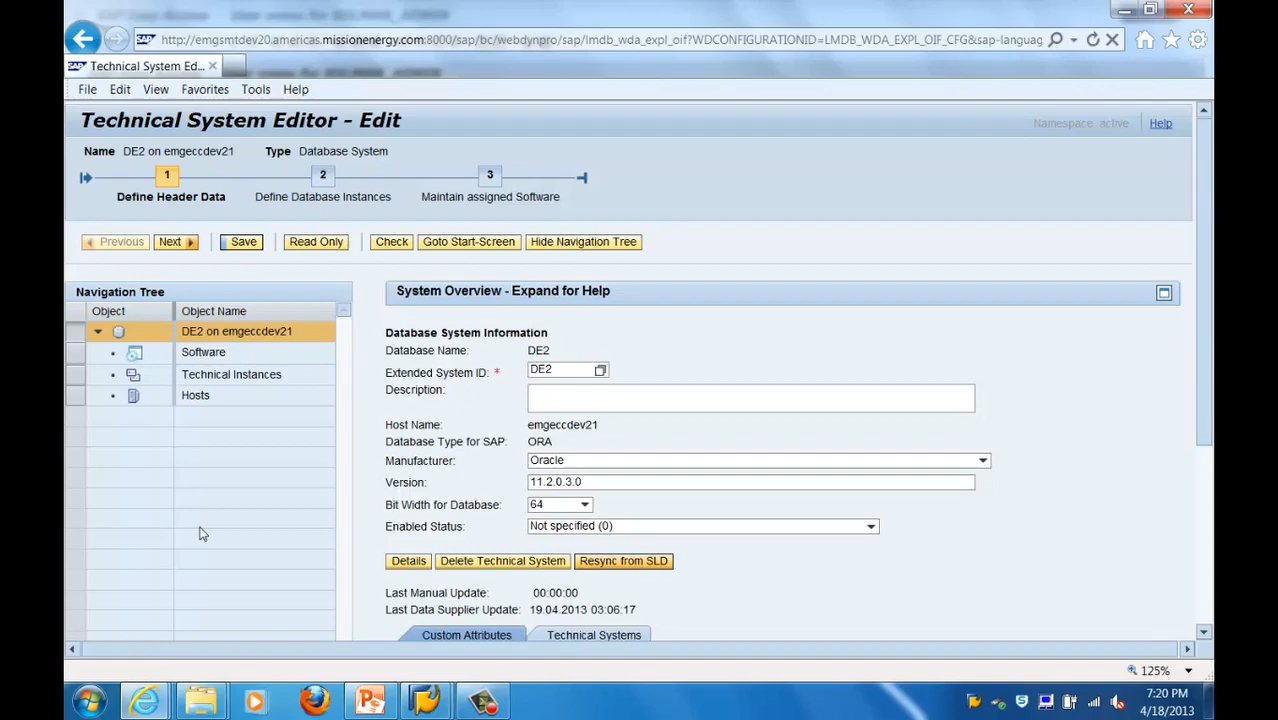 http://emgsmtdev20.americas.missionenergy.com:8000/sap/bc/webdynpro/sap/lmdb_wda_expl_oif?WDCONFIGURATIONID=LMDB_WDA_EXPL_OIF_CFG&sap-language
Technical System Ed...
File Edit View Favorites Tools Help
Technical System Editor - Edit
Namespace: active Help
Name DE2 on emgeccdev21 Type Database System
1 2 3
Define Header Data Define Database Instances Maintain assigned Software
Previous Next Save Read Only Check Goto Start-Screen Hide Navigation Tree
Navigation Tree
Object Object Name
DE2 on emgeccdev21
Software
Technical Instances
Hosts
System Overview - Expand for Help
Database System Information
Database Name: DE2
Extended System ID: * DE2
Description:
Host Name: emgeccdev21
Database Type for SAP: ORA
Manufacturer: Oracle
Version: 11.2.0.3.0
Bit Width for Database: 64
Enabled Status: Not specified (0)
Details Delete Technical System Resync from SLD
Last Manual Update: 00:00:00
Last Data Supplier Update: 19.04.2013 03:06:17
Custom Attributes Technical Systems
125%
7:20 PM
4/18/2013